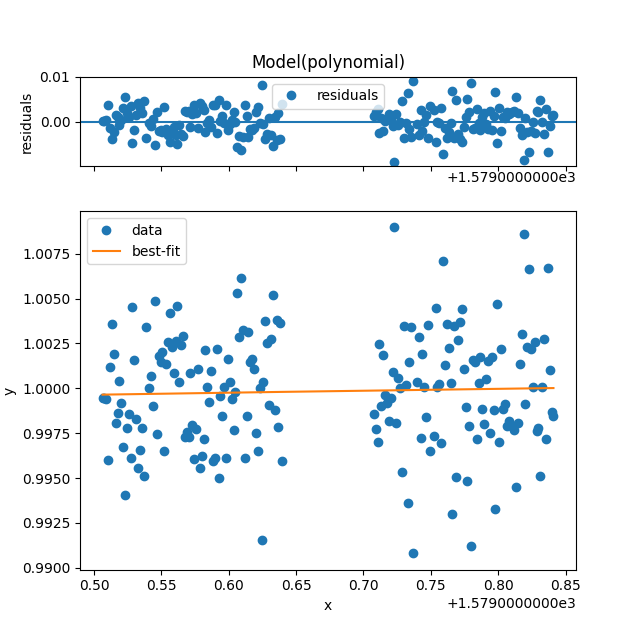 Model(polynomial)
0.01
0.00
residuals
residuals
+1.5790000000e3
data
best-fit
1.0075
1.0050
1.0025
1.0000
0.9975
0.9950
0.9925
0.9900
y
0.50 0.55 0.60 0.65 0.70 0.75 0.80 0.85
x
+1.5790000000e3